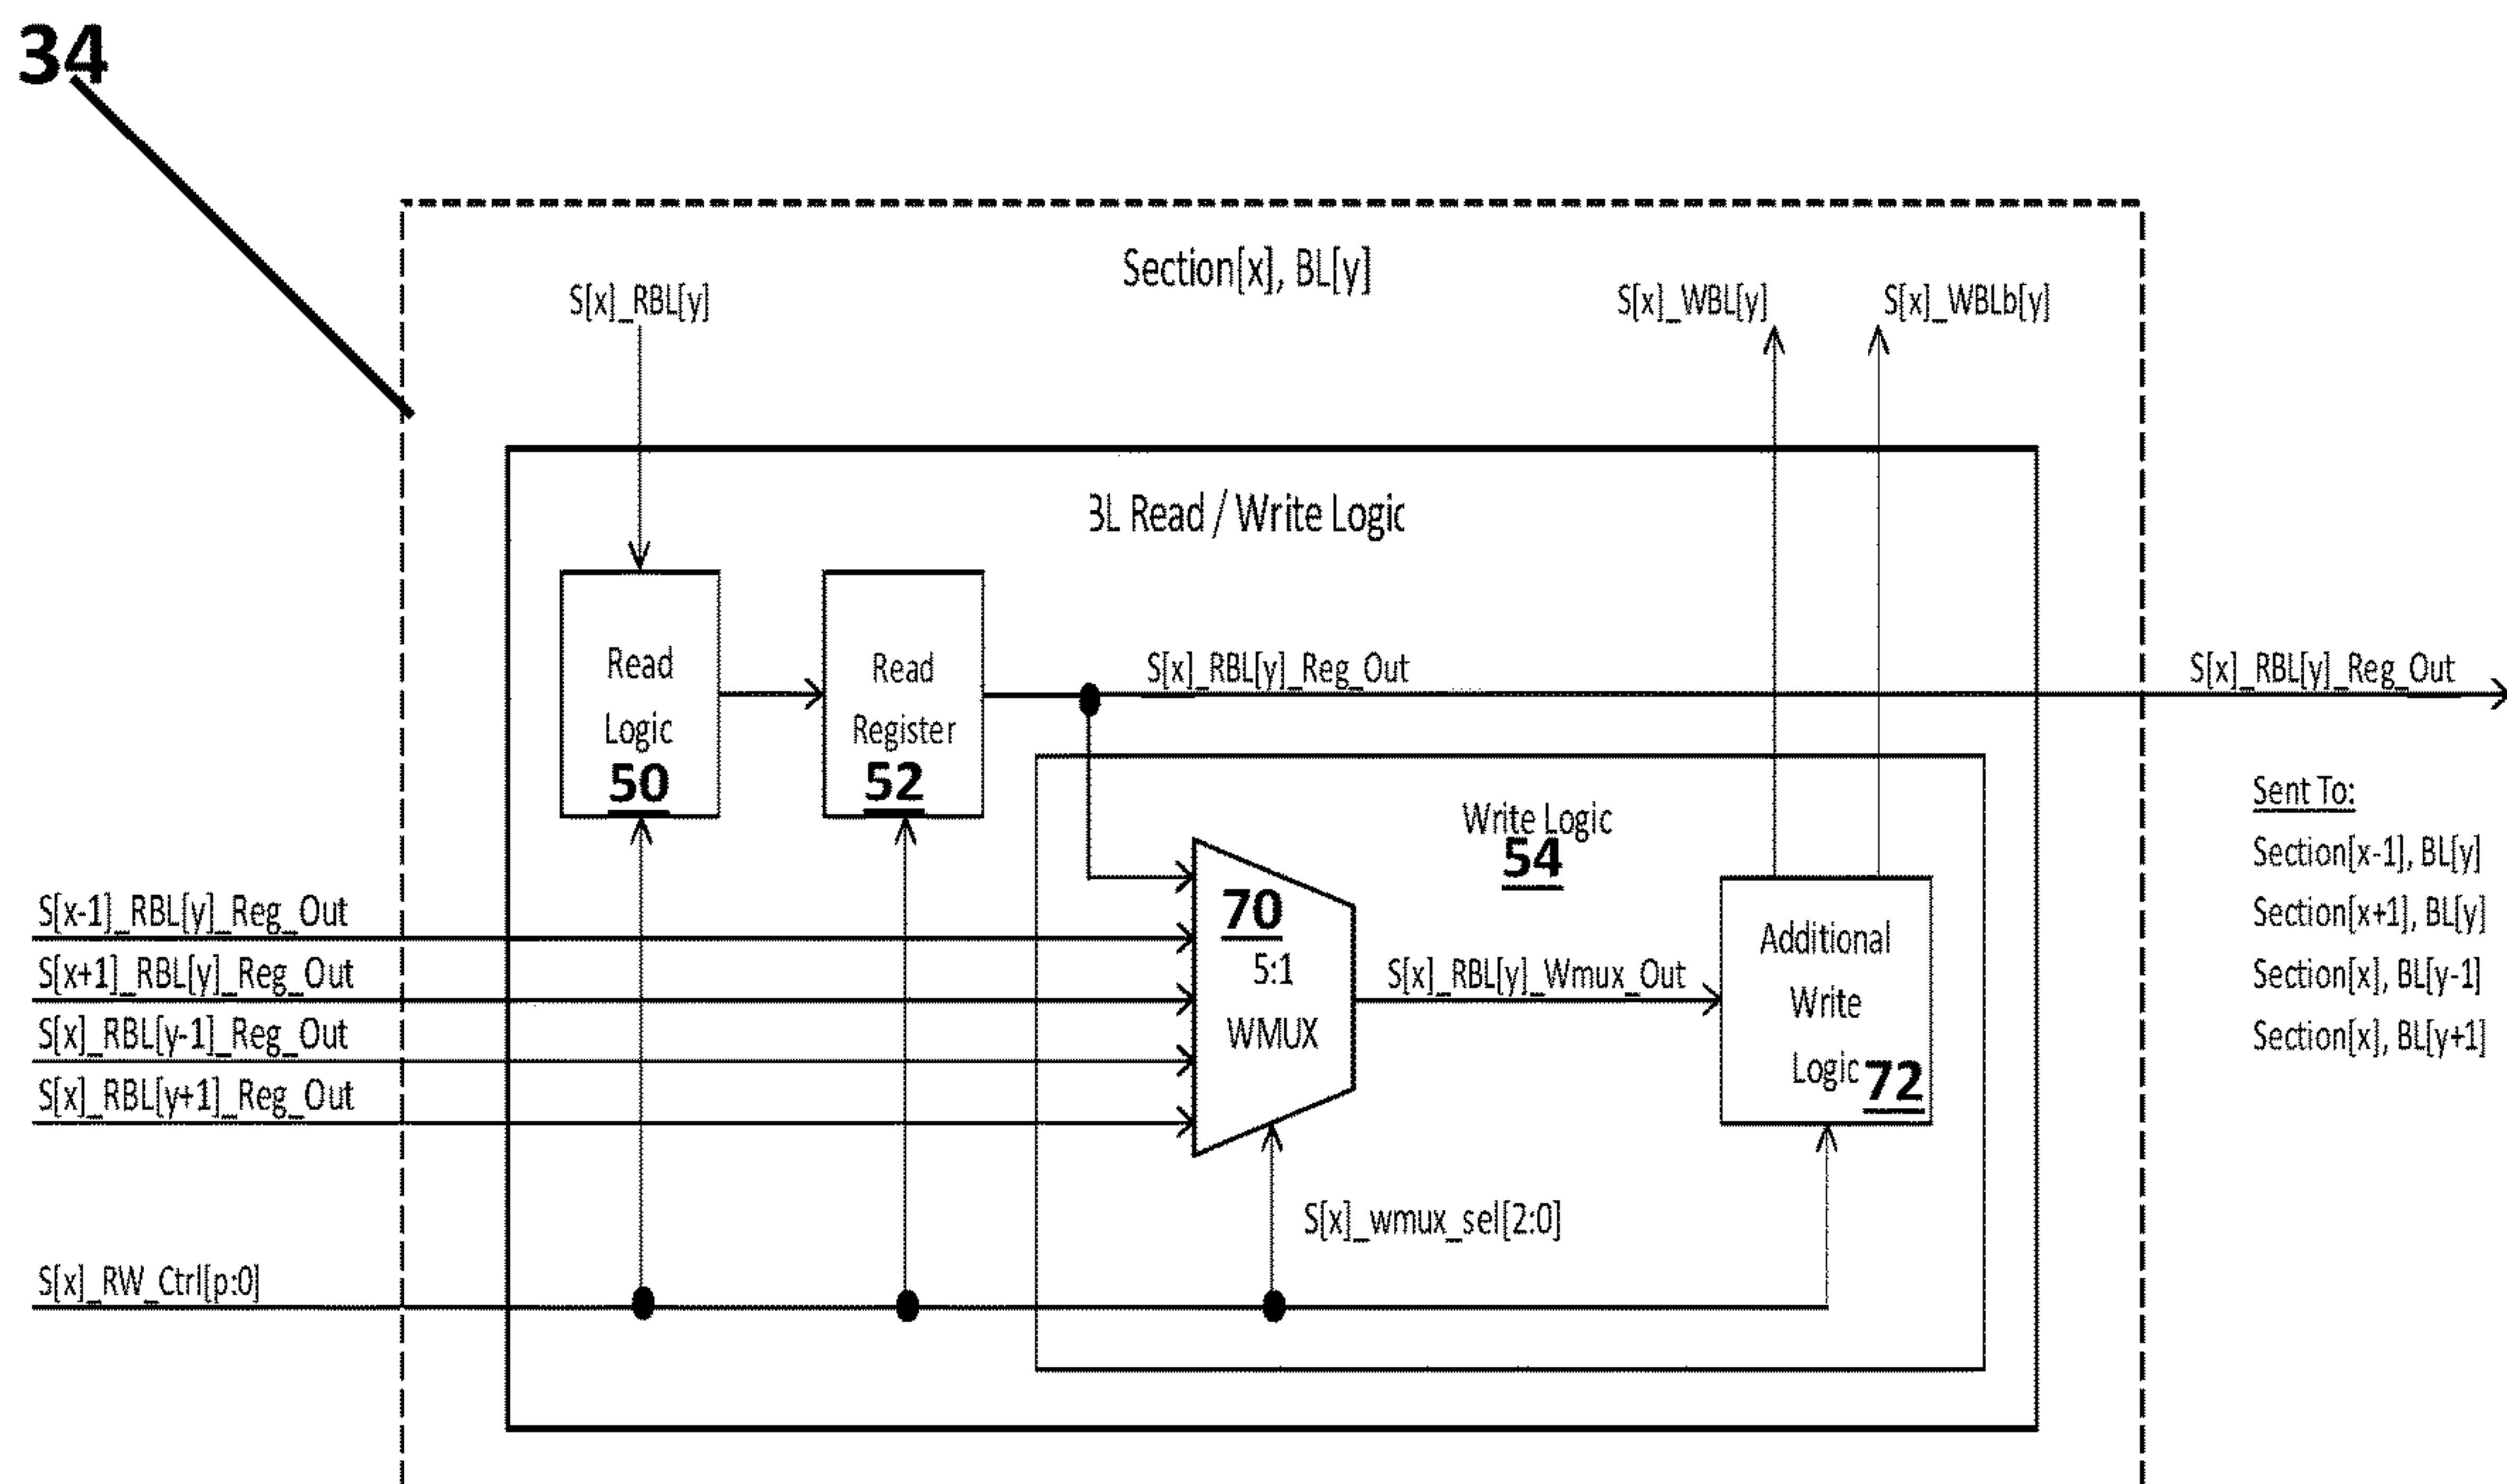 34
Section[x], BL[y]
S[x]_RBL[y]
S[x]_WBL[y]
S[x]_WBLb[y]
BL Read / Write Logic
Read
Logic
50
Read
Register
52
S[x]_RBL[y]_Reg_Out
S[x]_RBL[y]_Reg_Out
Sent To:
Section[x-1], BL[y]
Section[x+1], BL[y]
Section[x], BL[y-1]
Section[x], BL[y+1]
Write Logic
54
70
5:1
WMUX
S[x]_RBL[y]_Wmux_Out
Additional
Write
Logic
72
S[x-1]_RBL[y]_Reg_Out
S[x+1]_RBL[y]_Reg_Out
S[x]_RBL[y-1]_Reg_Out
S[x]_RBL[y+1]_Reg_Out
S[x]_wmux_sel[2:0]
S[x]_RW_Ctrl[p:0]